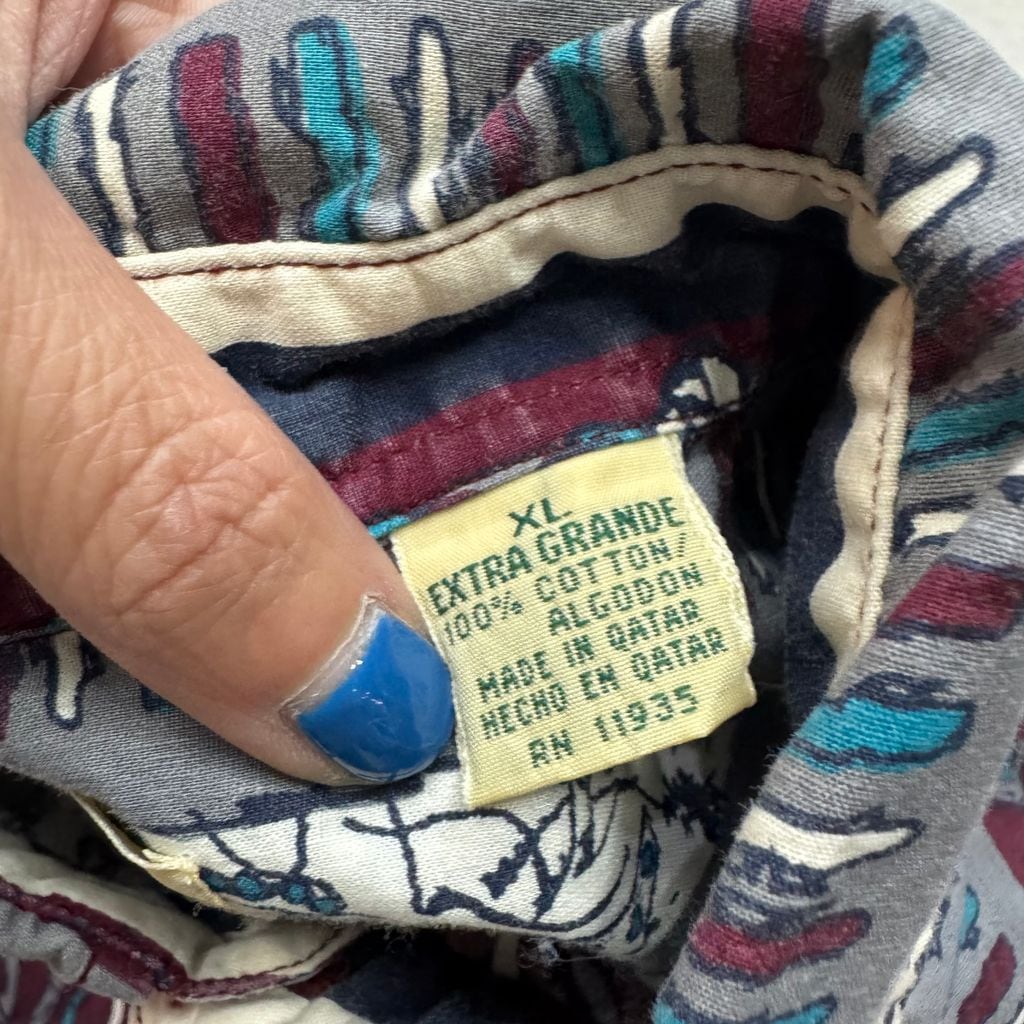 XL
EXTRA GRANDE
100% COTTON/
ALGODON
MADE IN QATAR
HECHO EN QATAR
RN 11935